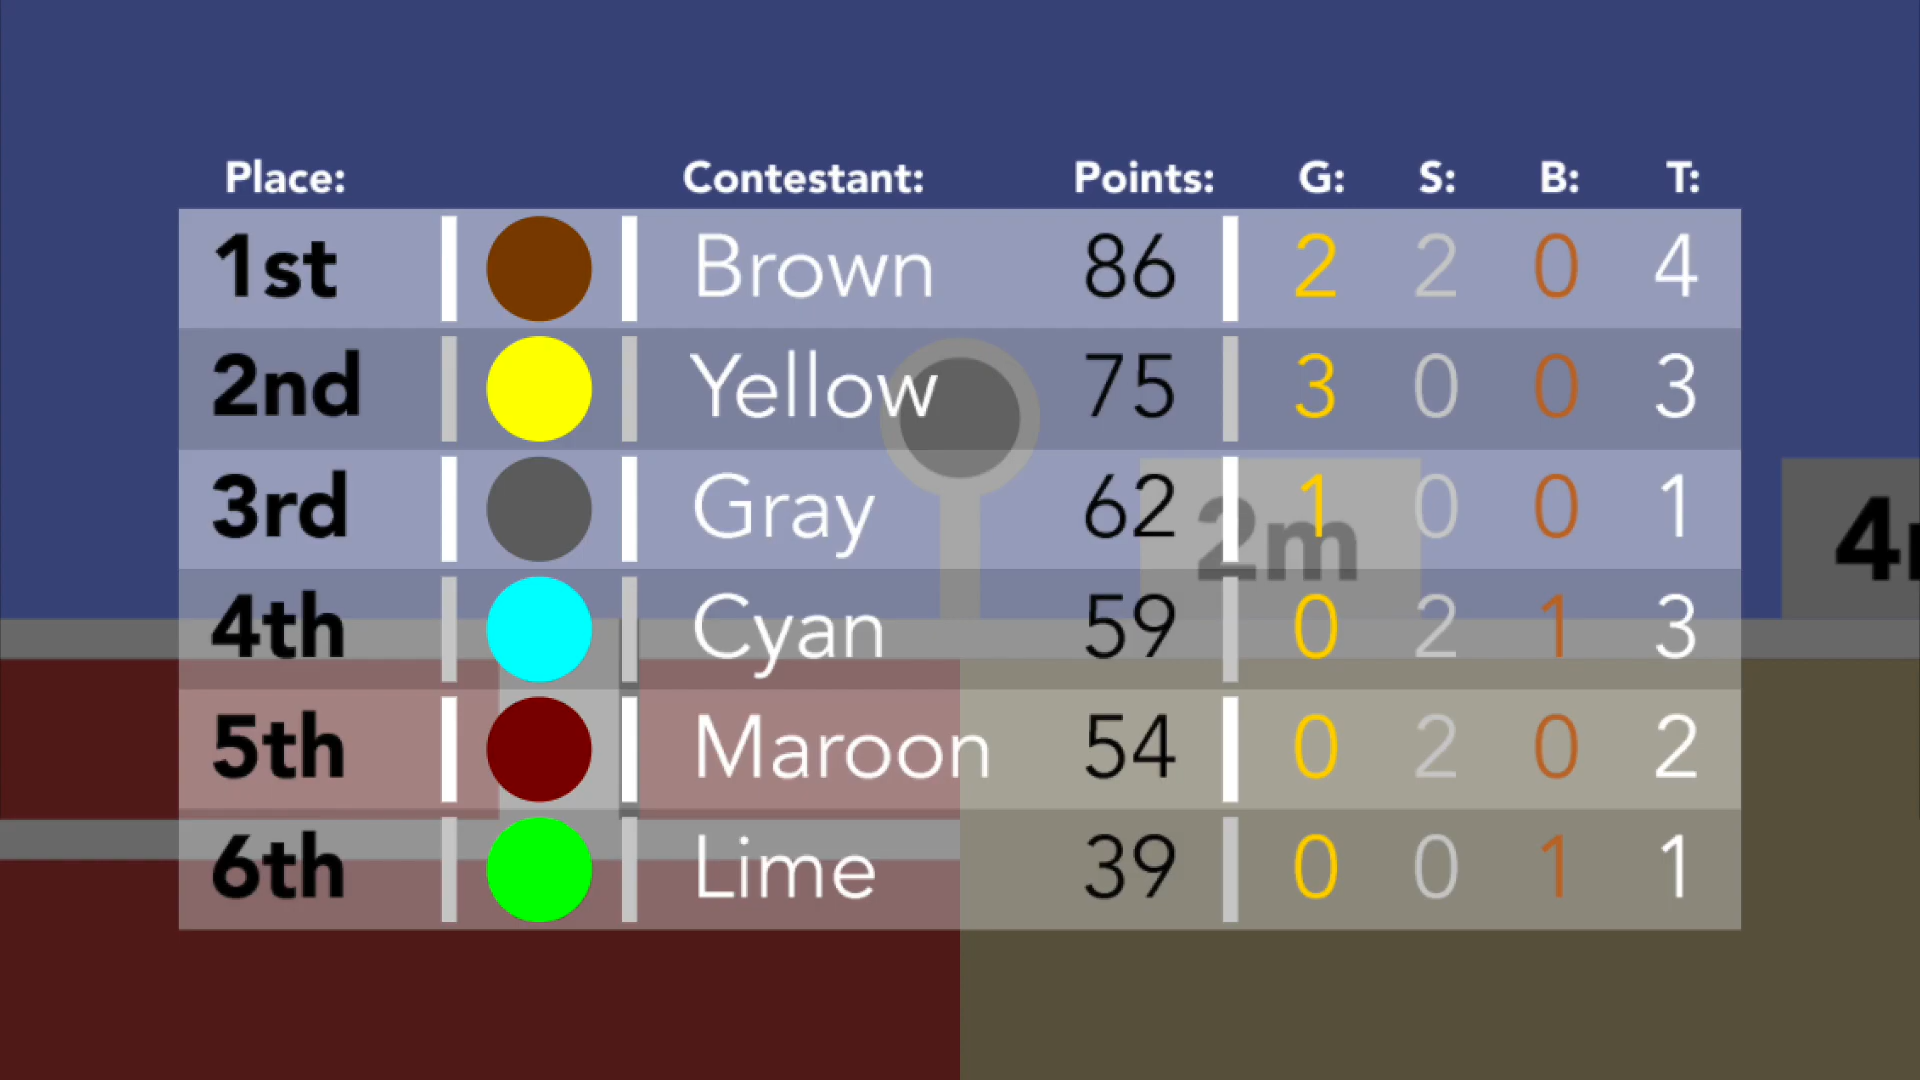 Place: Contestant: Points: G: S: B: T:
1st Brown 86 2 2 0 4
2nd Yellow 75 3 0 0 3
3rd Gray 62 1 0 0 1
2m
4th Cyan 59 0 2 1 3
5th Maroon 54 0 2 0 2
6th Lime 39 0 0 1 1